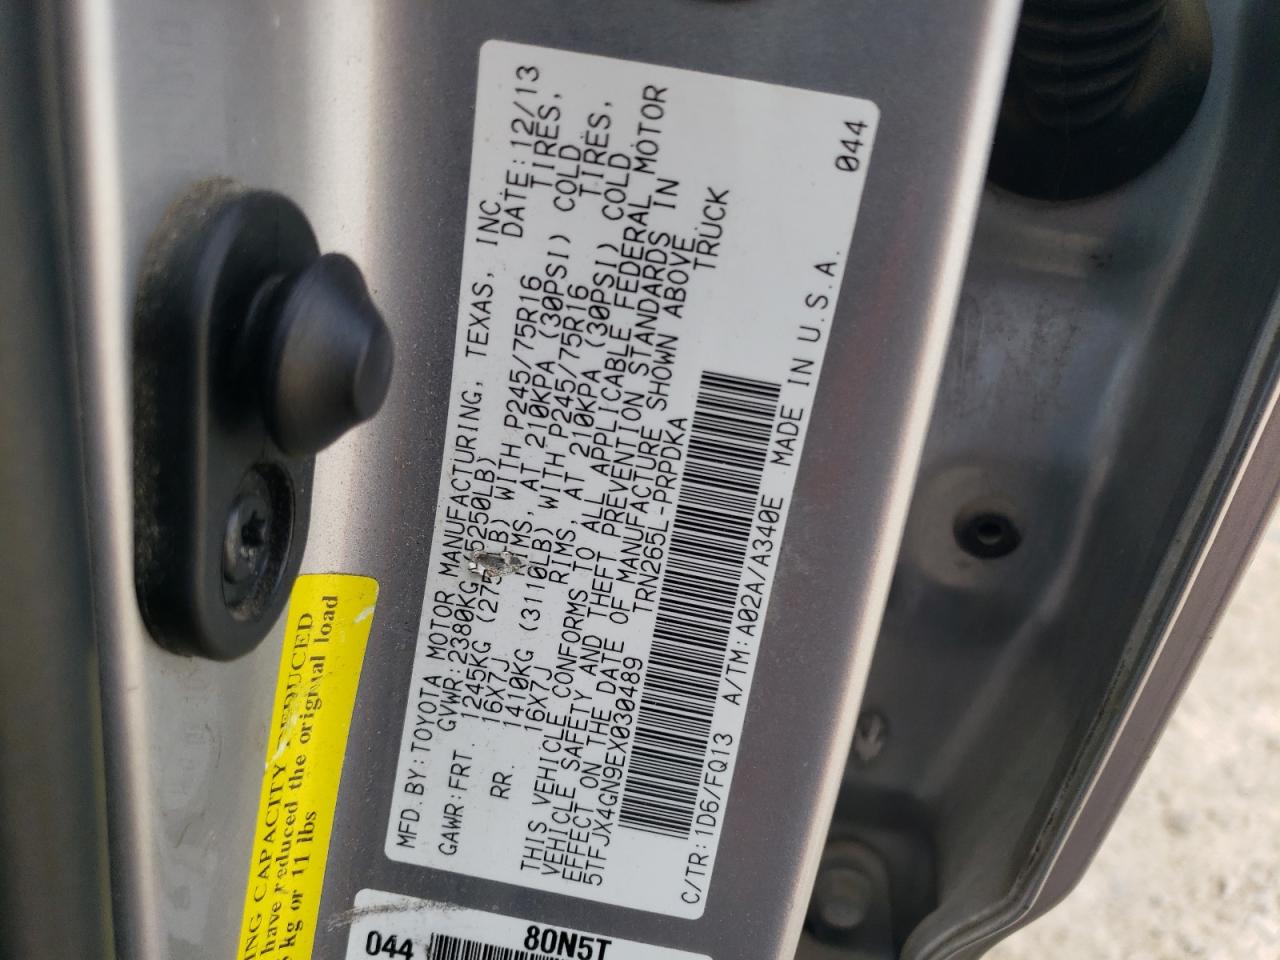 MFD.BY:TOYOTA MOTOR MANUFACTURING, TEXAS, INC.
GVWR:2380KG 5250LB) DATE:12/13
GAWR:FRT. 1245KG (27 B) WITH P245/75R16 TIRES,
16X7J RIMS, AT 210KPA (30PSI) COLD
RR. 1410KG (3110LB) WITH P245/75R16 TIRES,
16X7J RIMS, AT 210KPA (30PSI) COLD
THIS VEHICLE CONFORMS TO ALL APPLICABLE FEDERAL MOTOR
VEHICLE SAFETY AND THEFT PREVENTION STANDARDS IN
EFFECT ON THE DATE OF MANUFACTURE SHOWN ABOVE.
5TFJX4GN9EX030489 TRN265L-PRPDKA TRUCK
C/TR:1D6/FQ13 A/TM:A02A/A340E MADE IN U.S.A.
044
ING CAPACITY REDUCED
have reduced the original load
kg or 11 lbs
044 80N5T